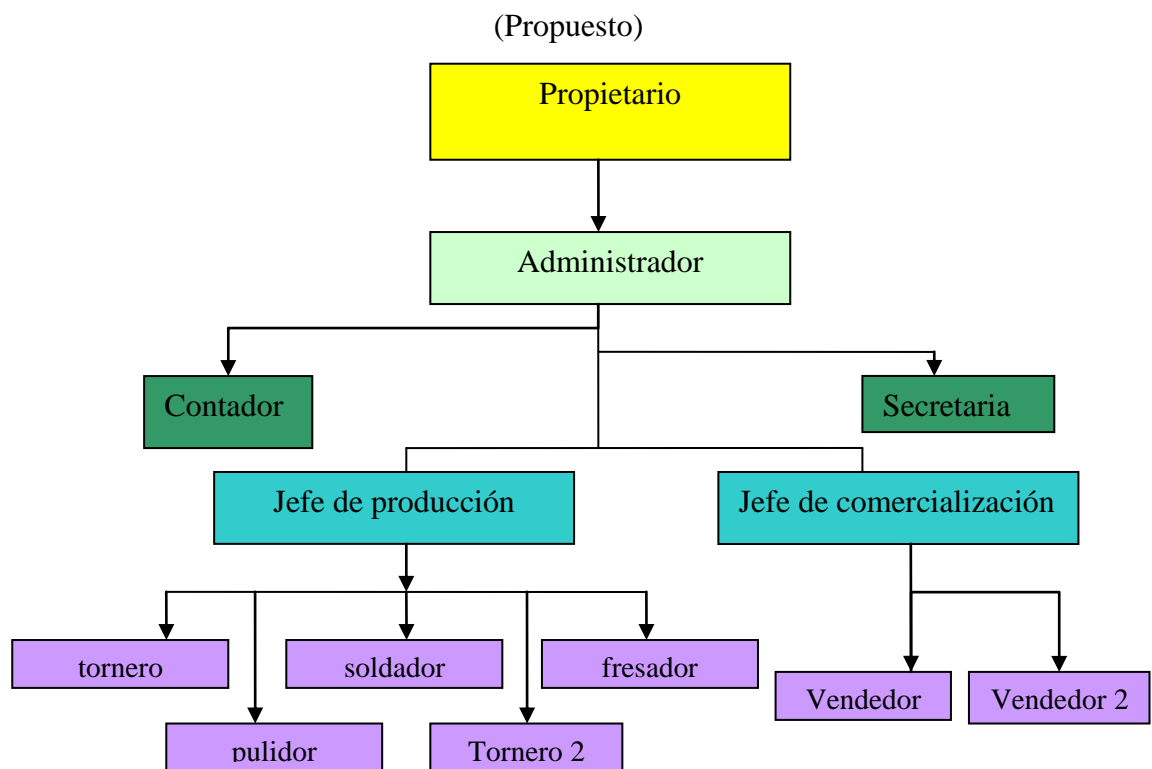 (Propuesto)
Propietario
Administrador
Contador
Secretaria
Jefe de producción
Jefe de comercialización
tornero
soldador
fresador
Vendedor
Vendedor 2
pulidor
Tornero 2